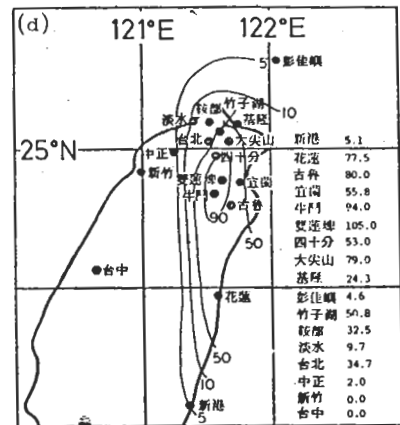 (d)
121°E
122°E
5
彭佳嶼
10
鞍部
竹子湖
淡水
基隆
台北
大尖山
25°N
中正
四十分
新竹
雙蓮埤
宜蘭
牛鬥
90
古魯
50
台中
花蓮
50
10
新港
5
新港 5.1
花蓮 77.5
古魯 80.0
宜蘭 55.8
牛鬥 94.0
雙蓮埤 105.0
四十分 53.0
大尖山 79.0
基隆 24.3
彭佳嶼 4.6
竹子湖 50.8
鞍部 32.5
淡水 9.7
台北 34.7
中正 2.0
新竹 0.0
台中 0.0